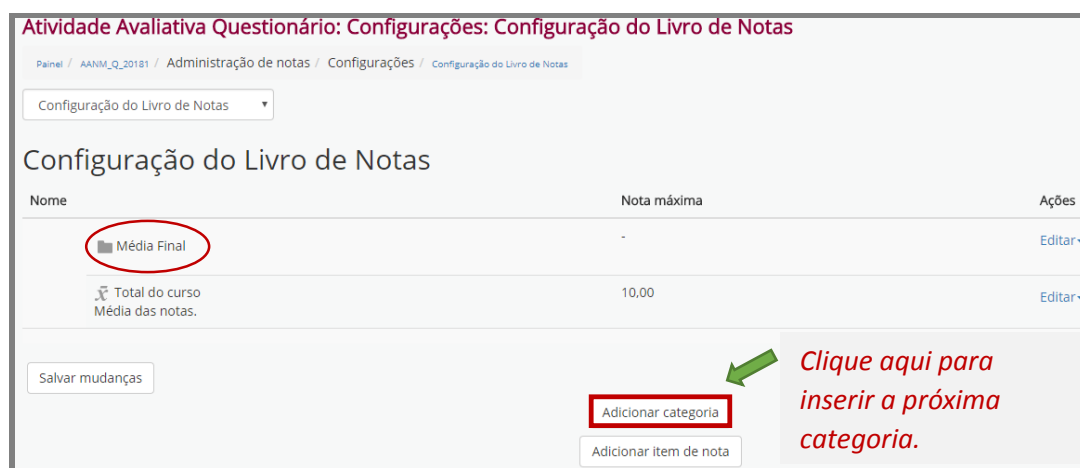 Atividade Avaliativa Questionário: Configurações: Configuração do Livro de Notas
Painel / AANM_Q_20181 / Administração de notas / Configurações / Configuração do Livro de Notas
Configuração do Livro de Notas
Configuração do Livro de Notas
Nome Nota máxima Ações
Média Final - Editar
x̄ Total do curso 10,00 Editar
Média das notas.
Salvar mudanças
Adicionar categoria
Adicionar item de nota
Clique aqui para
inserir a próxima
categoria.